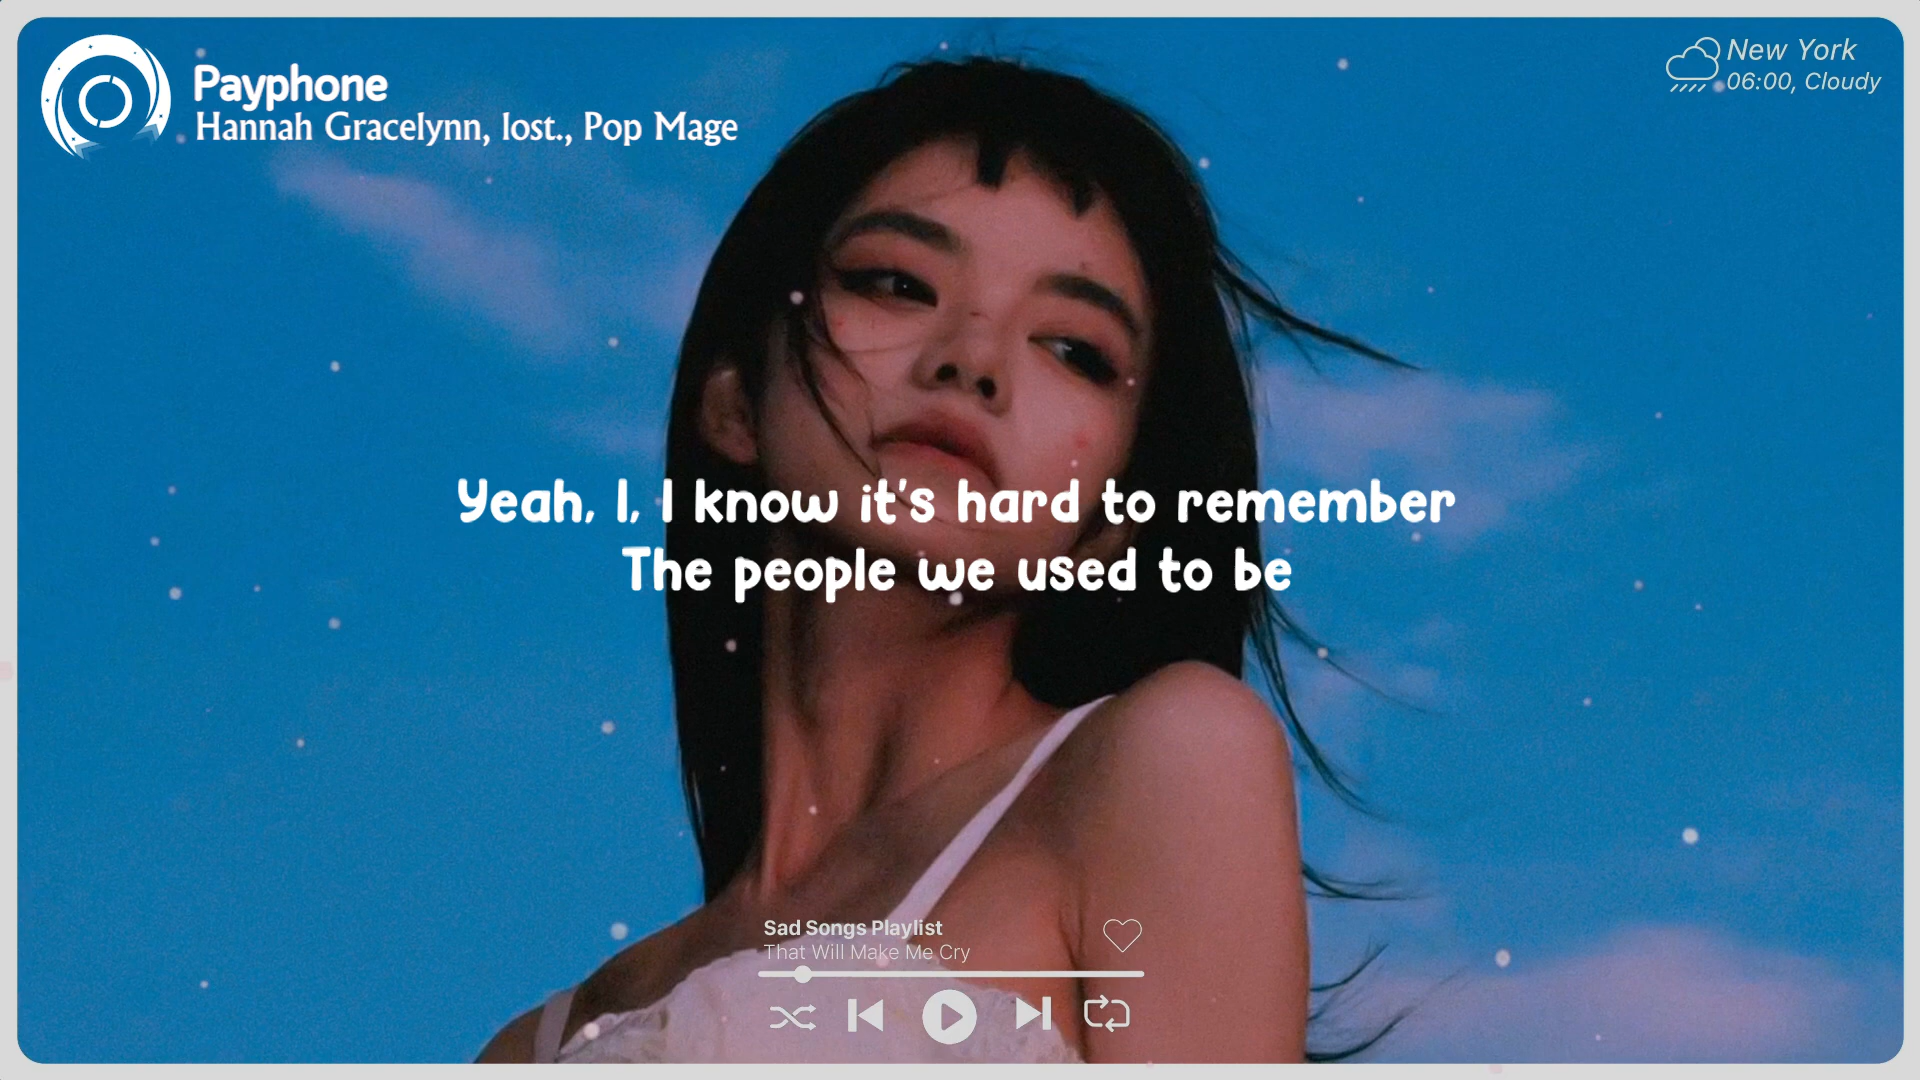 Payphone
Hannah Gracelynn, lost., Pop Mage
New York
06:00, Cloudy
Yeah, I, I know it's hard to remember
The people we used to be
Sad Songs Playlist
That Will Make Me Cry